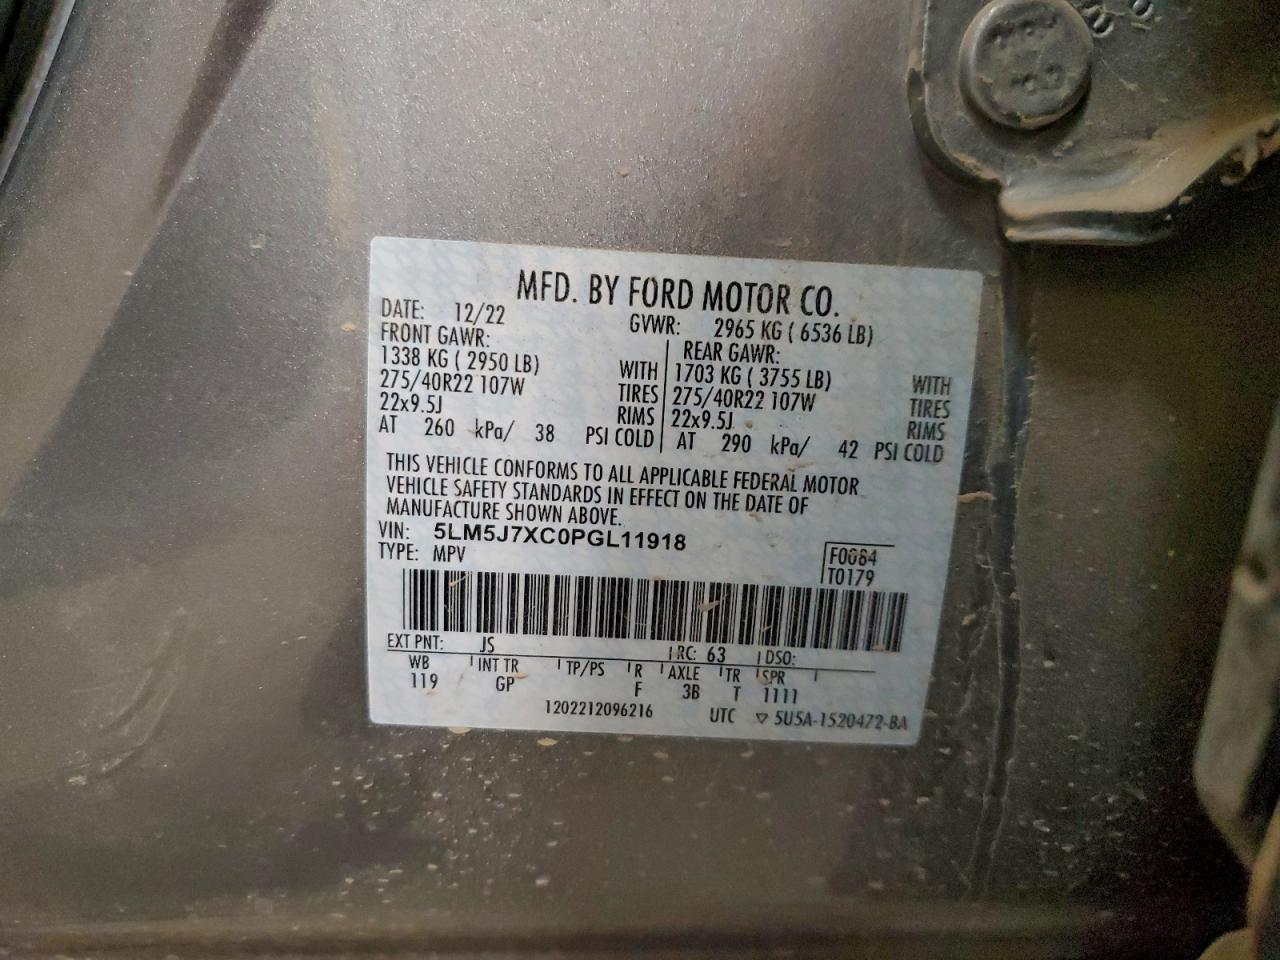 MFD. BY FORD MOTOR CO.
DATE: 12/22 GVWR: 2965 KG ( 6536 LB)
FRONT GAWR: REAR GAWR:
1338 KG ( 2950 LB) WITH 1703 KG ( 3755 LB) WITH
275/40R22 107W TIRES 275/40R22 107W TIRES
22x9.5J RIMS 22x9.5J RIMS
AT 260 kPa/ 38 PSI COLD AT 290 kPa/ 42 PSI COLD
THIS VEHICLE CONFORMS TO ALL APPLICABLE FEDERAL MOTOR
VEHICLE SAFETY STANDARDS IN EFFECT ON THE DATE OF
MANUFACTURE SHOWN ABOVE.
VIN: 5LM5J7XC0PGL11918
TYPE: MPV F0084
T0179
EXT PNT: JS RC: 63 DSO:
WB INT TR TP/PS R AXLE TR SPR
119 GP F 3B T 1111
1202212096216 UTC ▽ 5U5A-1520472-BA